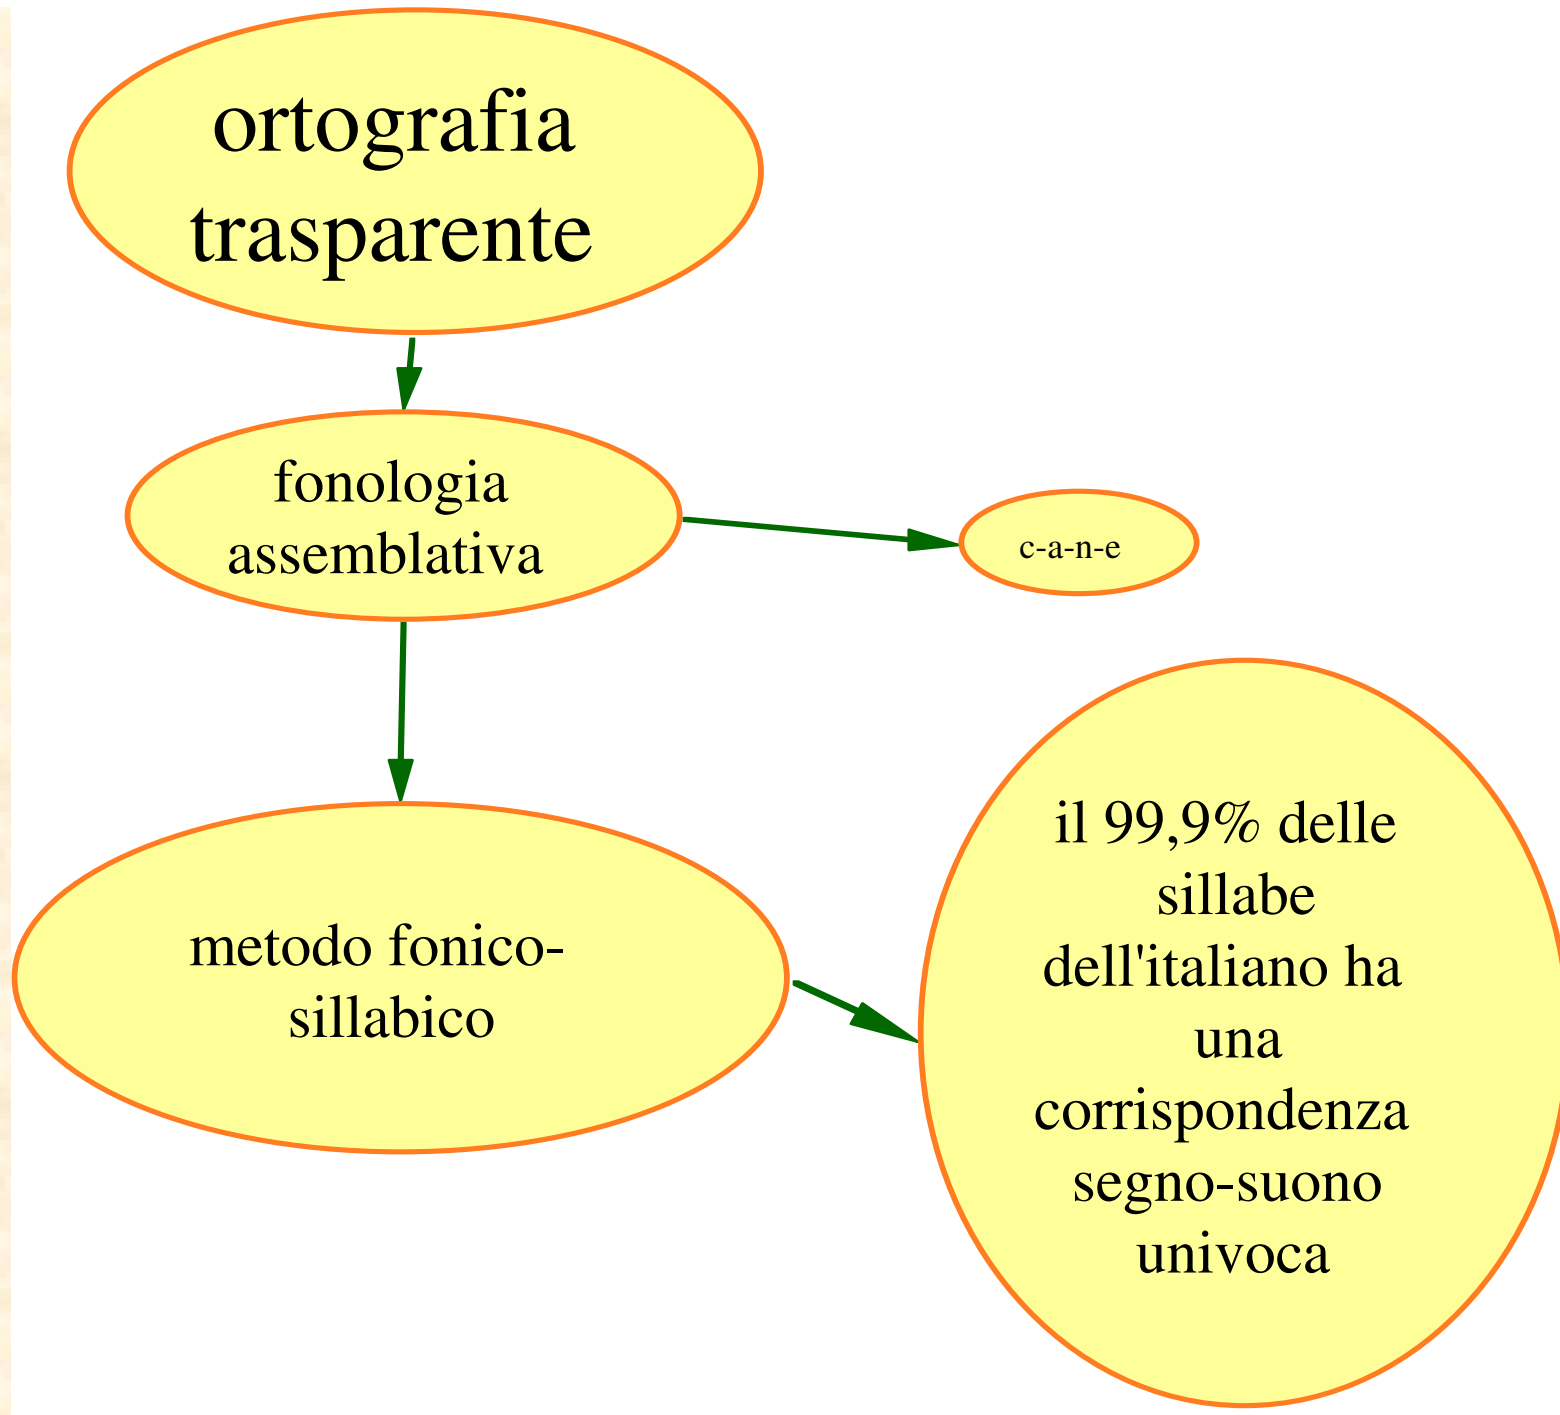 ortografia
trasparente
fonologia
assemblativa
c-a-n-e
metodo fonico-
sillabico
il 99,9% delle
sillabe
dell'italiano ha
una
corrispondenza
segno-suono
univoca